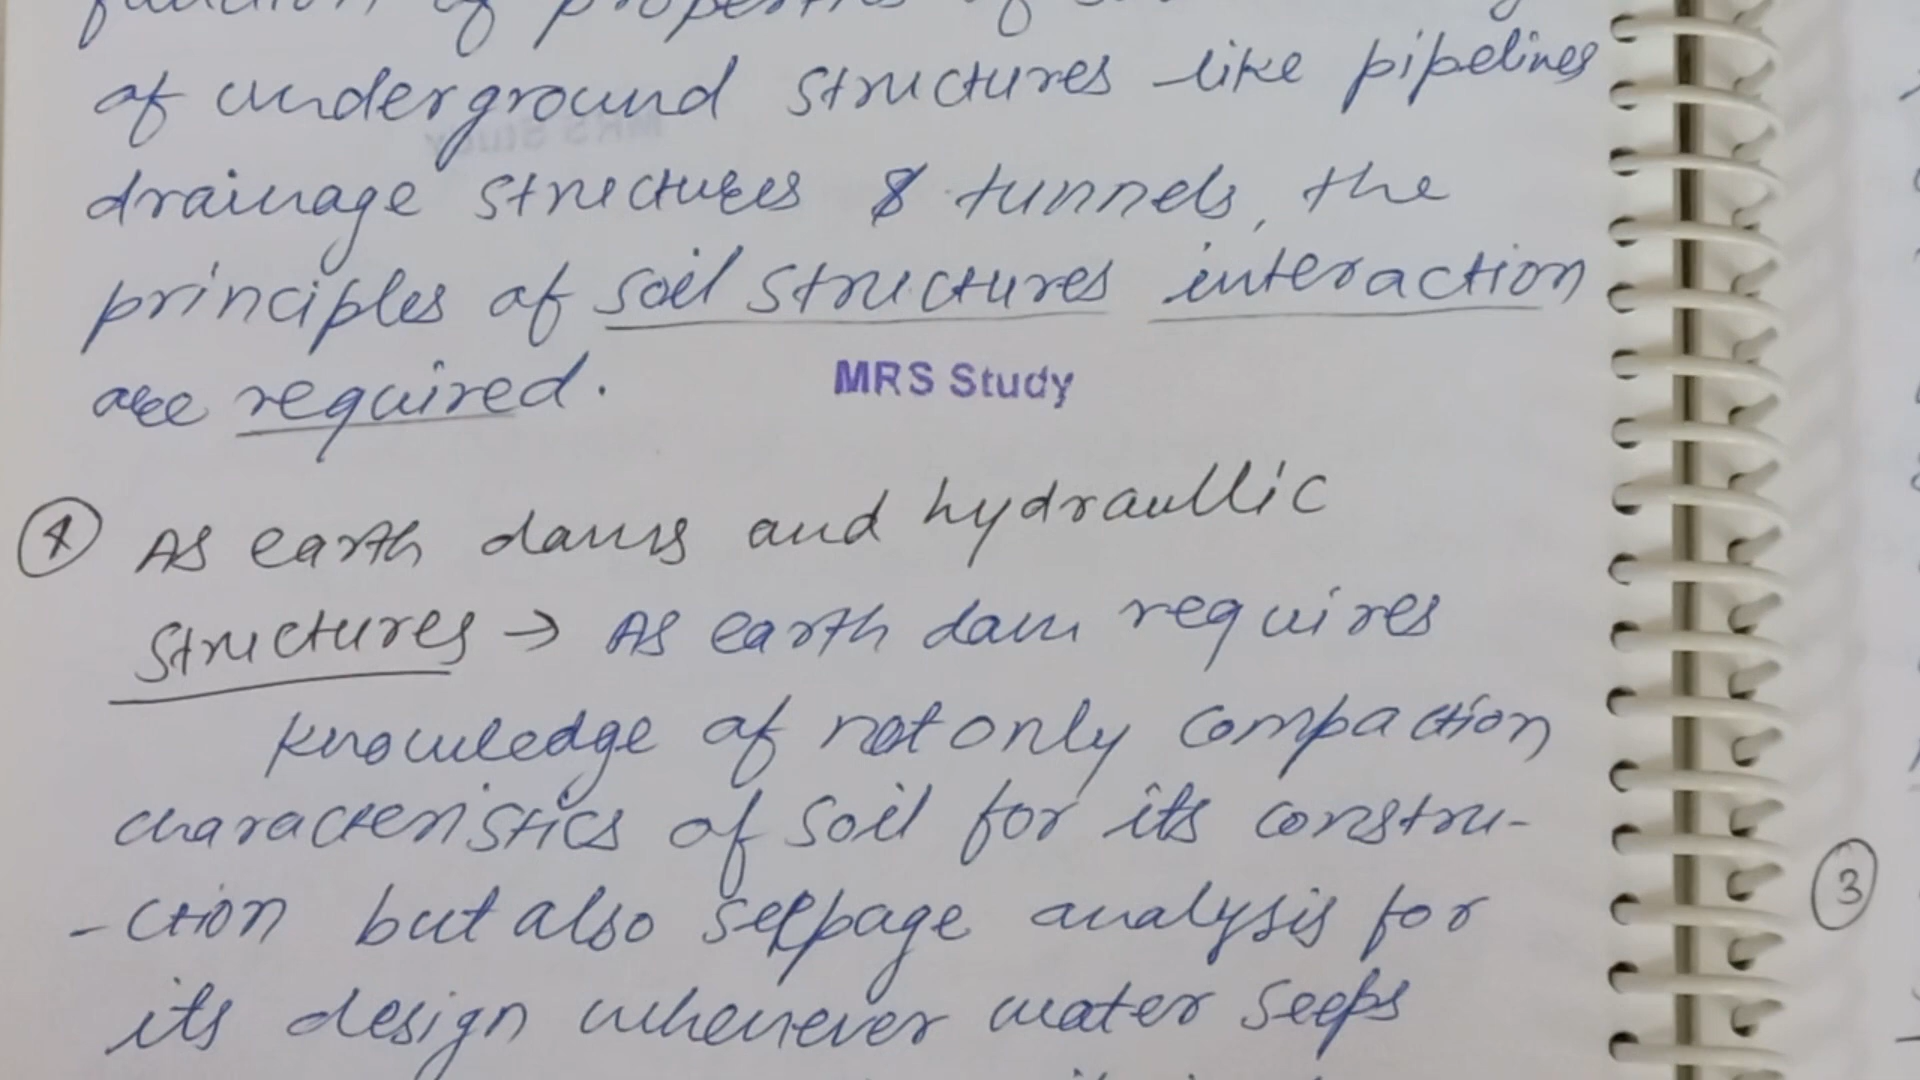 of underground structures like pipelines
drainage structures & tunnels, the
principles of soil structures interaction
are required.
MRS Study
④ As earth dams and hydraullic
structures → As earth dam requires
knowledge of not only compaction
characteristics of soil for its constru-
-ction but also seepage analysis for
its design whenever water seeps
③